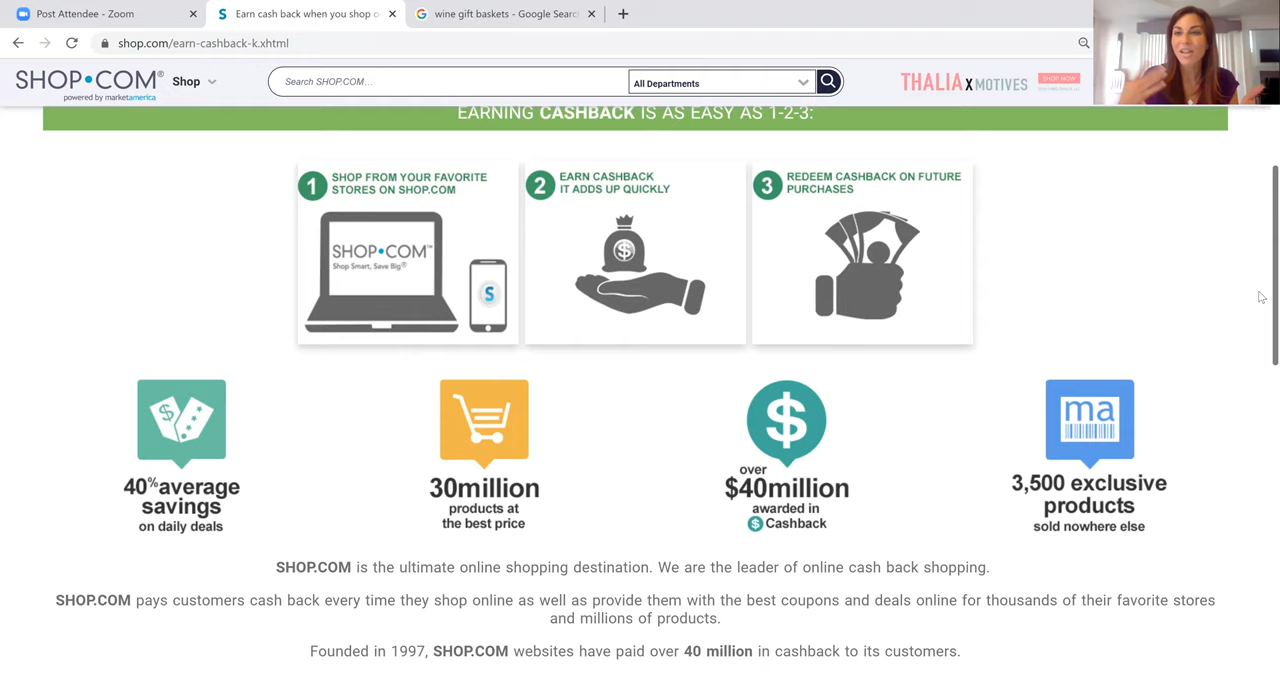 Post Attendee - Zoom
Earn cash back when you shop o
wine gift baskets - Google Searc
shop.com/earn-cashback-k.xhtml
SHOP•COM®
powered by marketamerica
Shop
Search SHOP.COM...
All Departments
THALIA X MOTIVES
SHOP NOW
EARNING CASHBACK IS AS EASY AS 1-2-3:
1 SHOP FROM YOUR FAVORITE
STORES ON SHOP.COM
SHOP•COM™
Shop Smart, Save Big®
S
2 EARN CASHBACK
IT ADDS UP QUICKLY
$
3 REDEEM CASHBACK ON FUTURE
PURCHASES
$
40% average
savings
on daily deals
30million
products at
the best price
$
over
$40million
awarded in
$ Cashback
ma
3,500 exclusive
products
sold nowhere else
SHOP.COM is the ultimate online shopping destination. We are the leader of online cash back shopping.
SHOP.COM pays customers cash back every time they shop online as well as provide them with the best coupons and deals online for thousands of their favorite stores
and millions of products.
Founded in 1997, SHOP.COM websites have paid over 40 million in cashback to its customers.